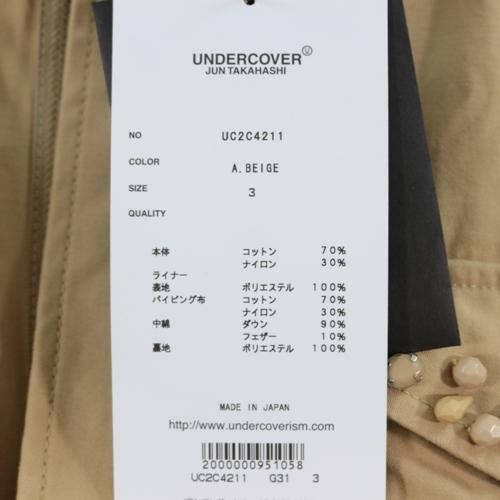 UNDERCOVER U
JUN TAKAHASHI
NO UC2C4211
COLOR A.BEIGE
SIZE 3
QUALITY
本体 コットン 70%
ナイロン 30%
ライナー
表地 ポリエステル 100%
パイピング布 コットン 70%
ナイロン 30%
中綿 ダウン 90%
フェザー 10%
裏地 ポリエステル 100%
MADE IN JAPAN
http://www.undercoverism.com/
2000000951058
UC2C4211 G31 3